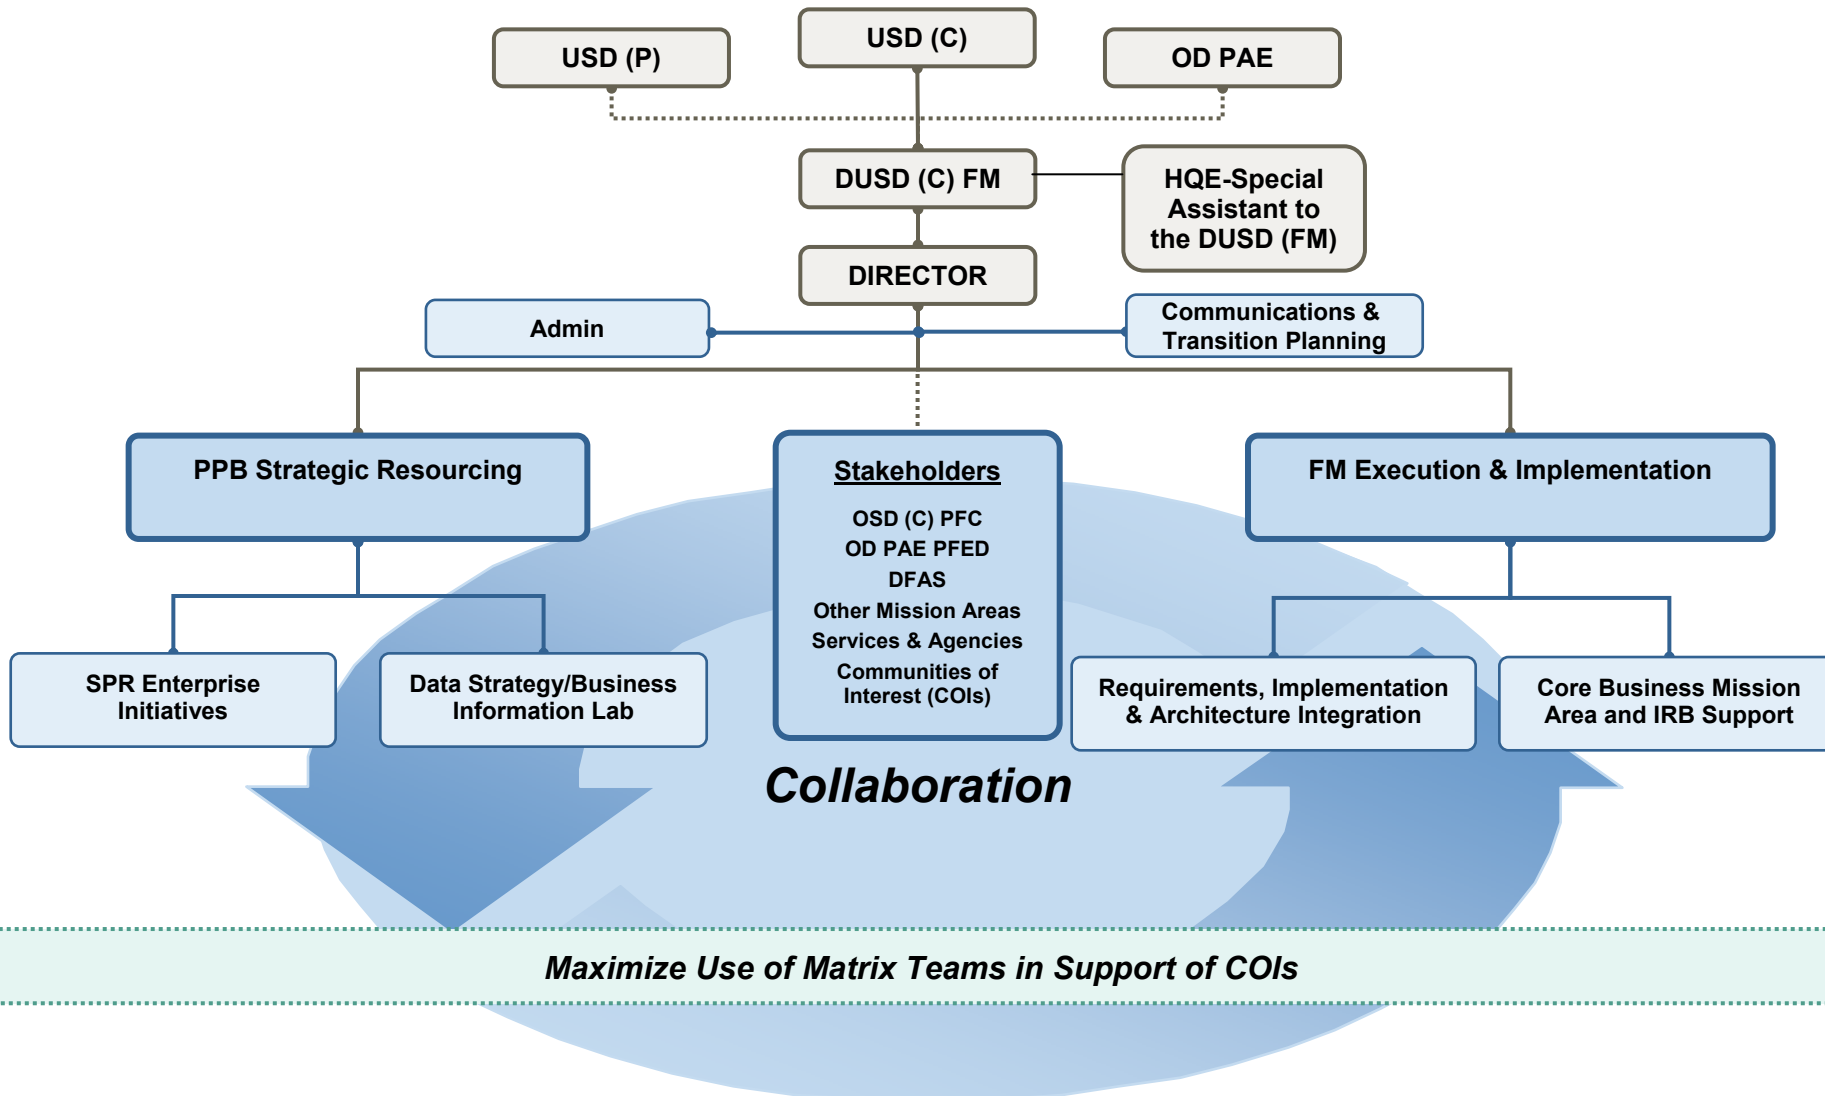 USD (P)
USD (C)
OD PAE
DUSD (C) FM
HQE-Special
Assistant to
the DUSD (FM)
DIRECTOR
Admin
Communications &
Transition Planning
PPB Strategic Resourcing
Stakeholders
OSD (C) PFC
OD PAE PFED
DFAS
Other Mission Areas
Services & Agencies
Communities of
Interest (COIs)
FM Execution & Implementation
SPR Enterprise
Initiatives
Data Strategy/Business
Information Lab
Requirements, Implementation
& Architecture Integration
Core Business Mission
Area and IRB Support
Collaboration
Maximize Use of Matrix Teams in Support of COIs